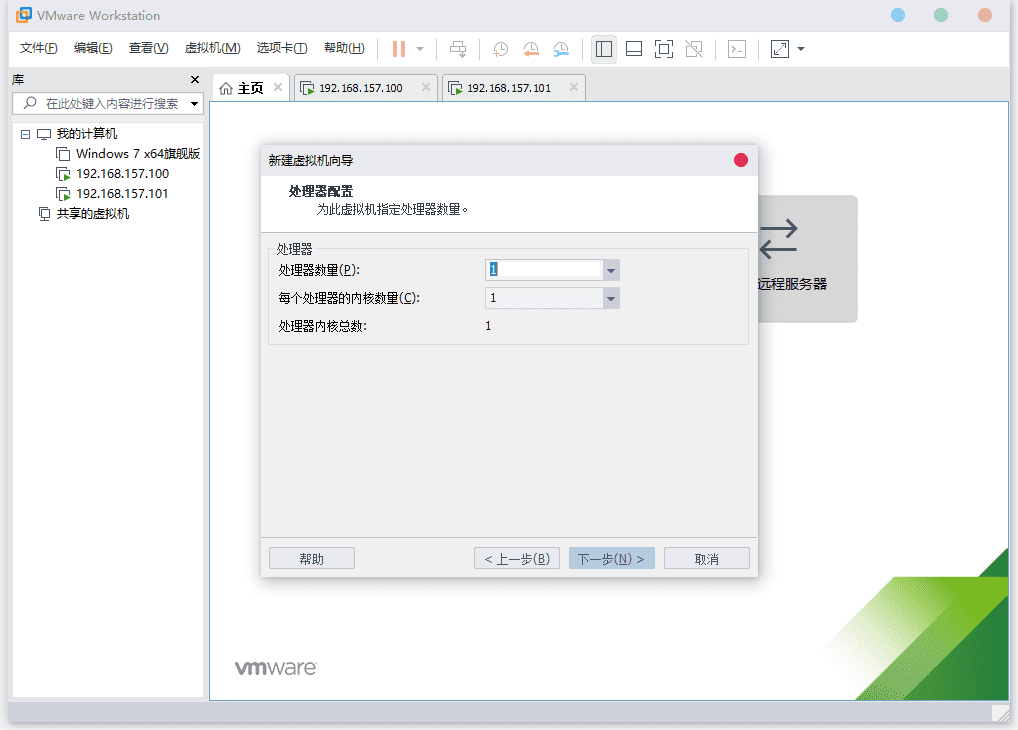 VMware Workstation
文件(F) 编辑(E) 查看(V) 虚拟机(M) 选项卡(T) 帮助(H)
库
在此处键入内容进行搜索
我的计算机
Windows 7 x64旗舰版
192.168.157.100
192.168.157.101
共享的虚拟机
主页 192.168.157.100 192.168.157.101
新建虚拟机向导
处理器配置
为此虚拟机指定处理器数量。
处理器
处理器数量(P): 1
每个处理器的内核数量(C): 1
处理器内核总数: 1
远程服务器
帮助 < 上一步(B) 下一步(N) > 取消
vmware